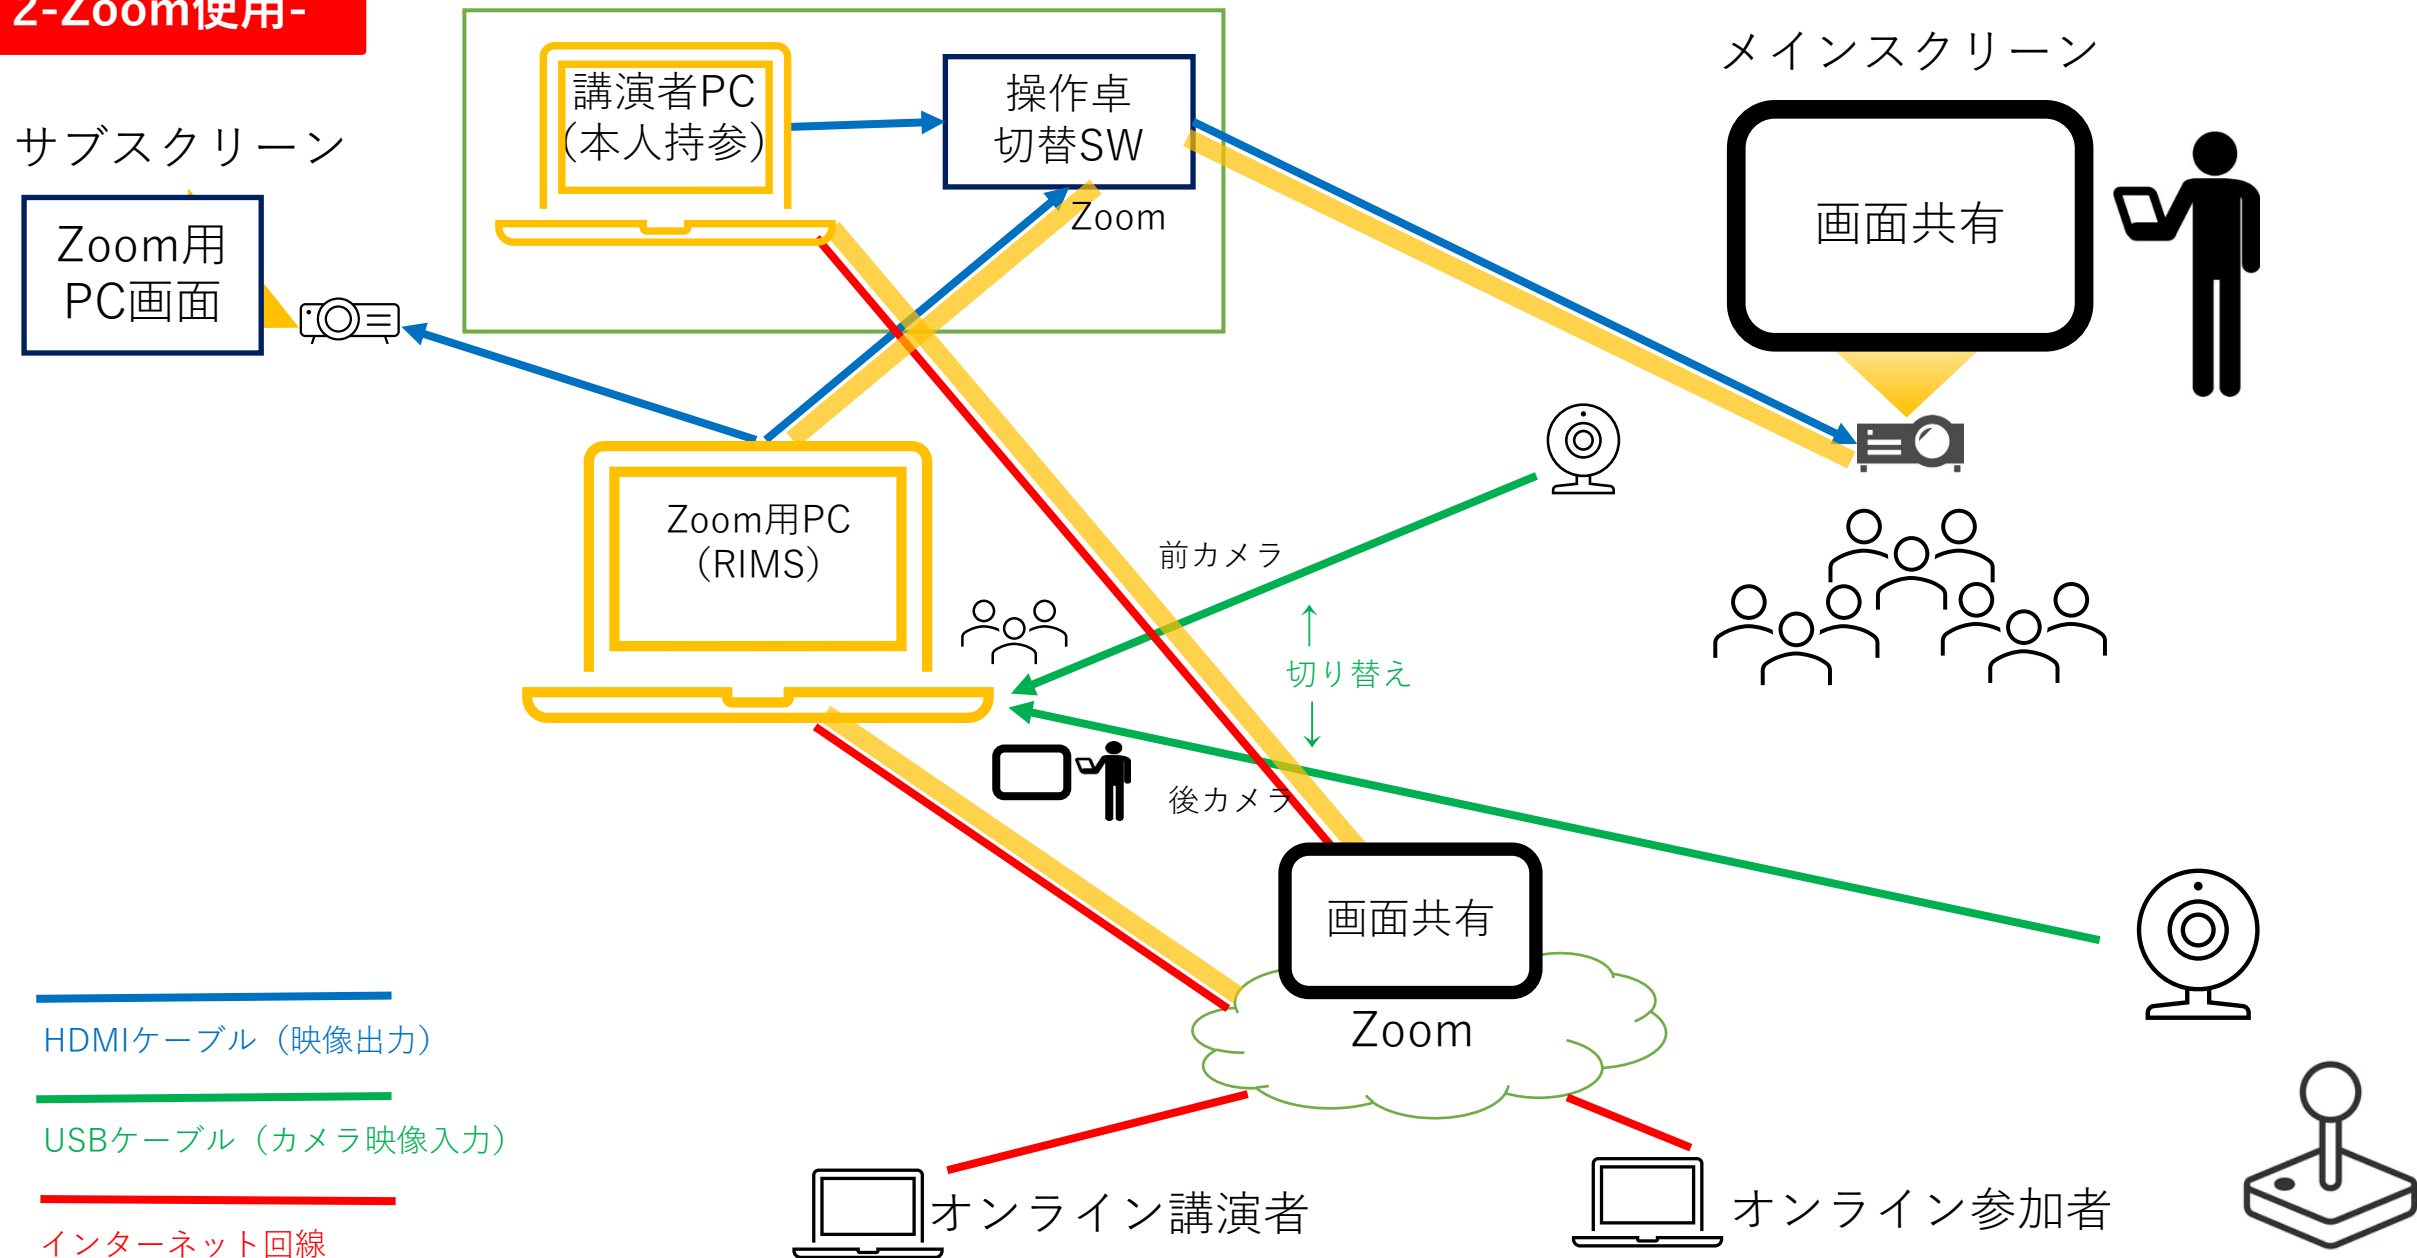 2-Zoom使用-
サブスクリーン
Zoom用
PC画面
講演者PC
（本人持参）
操作卓
切替SW
Zoom
メインスクリーン
画面共有
Zoom用PC
（RIMS）
前カメラ
↑
切り替え
↓
後カメラ
画面共有
Zoom
HDMIケーブル（映像出力）
USBケーブル（カメラ映像入力）
インターネット回線
オンライン講演者
オンライン参加者